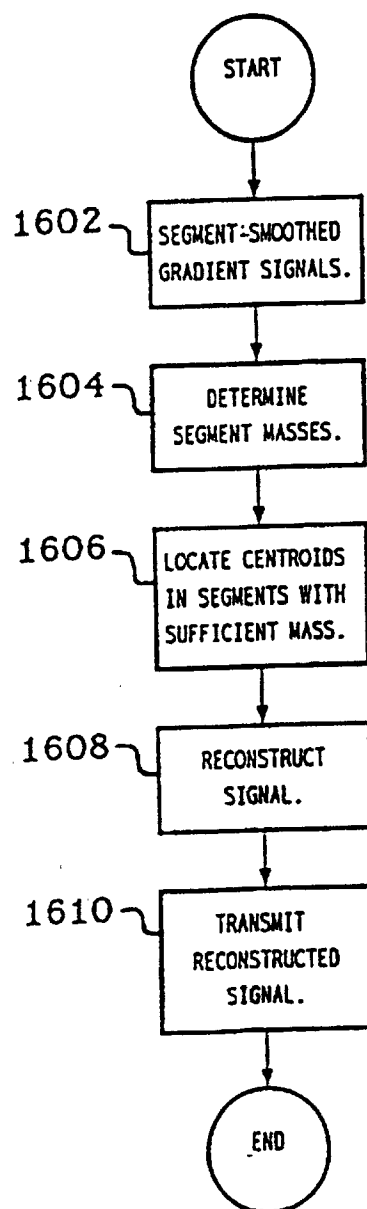 START
1602
SEGMENT-SMOOTHED
GRADIENT SIGNALS.
1604
DETERMINE
SEGMENT MASSES.
1606
LOCATE CENTROIDS
IN SEGMENTS WITH
SUFFICIENT MASS.
1608
RECONSTRUCT
SIGNAL.
1610
TRANSMIT
RECONSTRUCTED
SIGNAL.
END